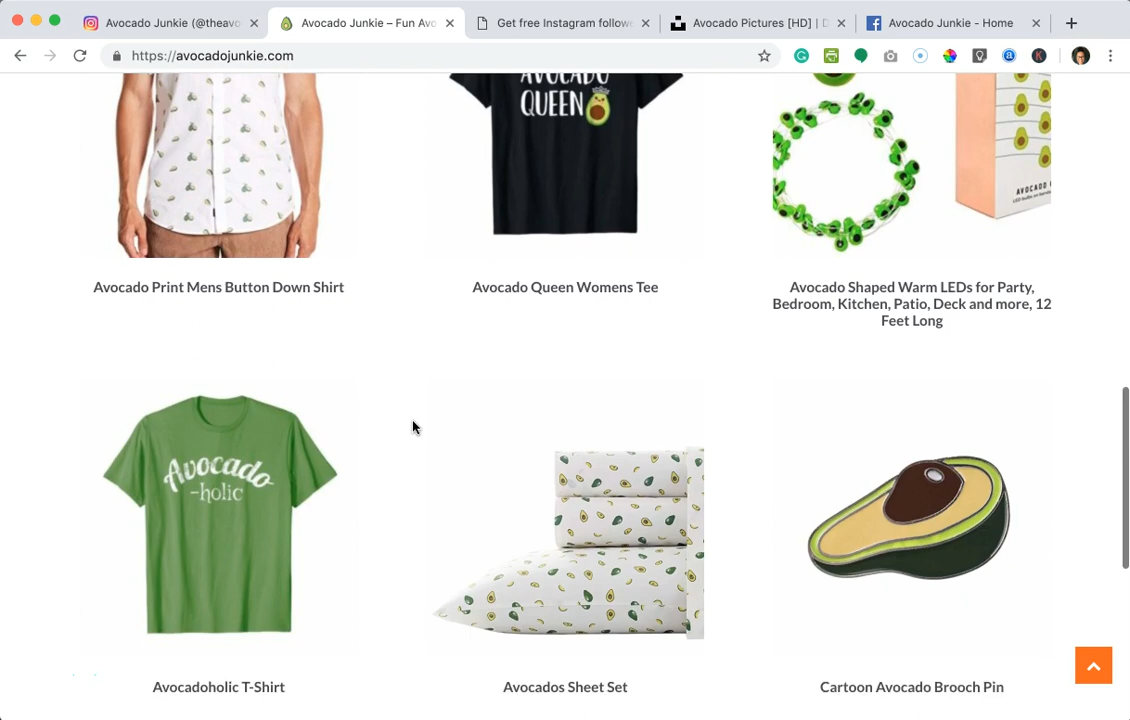 Avocado Junkie (@theavo
Avocado Junkie – Fun Avo
Get free Instagram followe
Avocado Pictures [HD] | D
Avocado Junkie - Home
https://avocadojunkie.com
AVOCADO
QUEEN
Avocado Print Mens Button Down Shirt
Avocado Queen Womens Tee
Avocado Shaped Warm LEDs for Party,
Bedroom, Kitchen, Patio, Deck and more, 12
Feet Long
Avocado
-holic
Avocadoholic T-Shirt
Avocados Sheet Set
Cartoon Avocado Brooch Pin